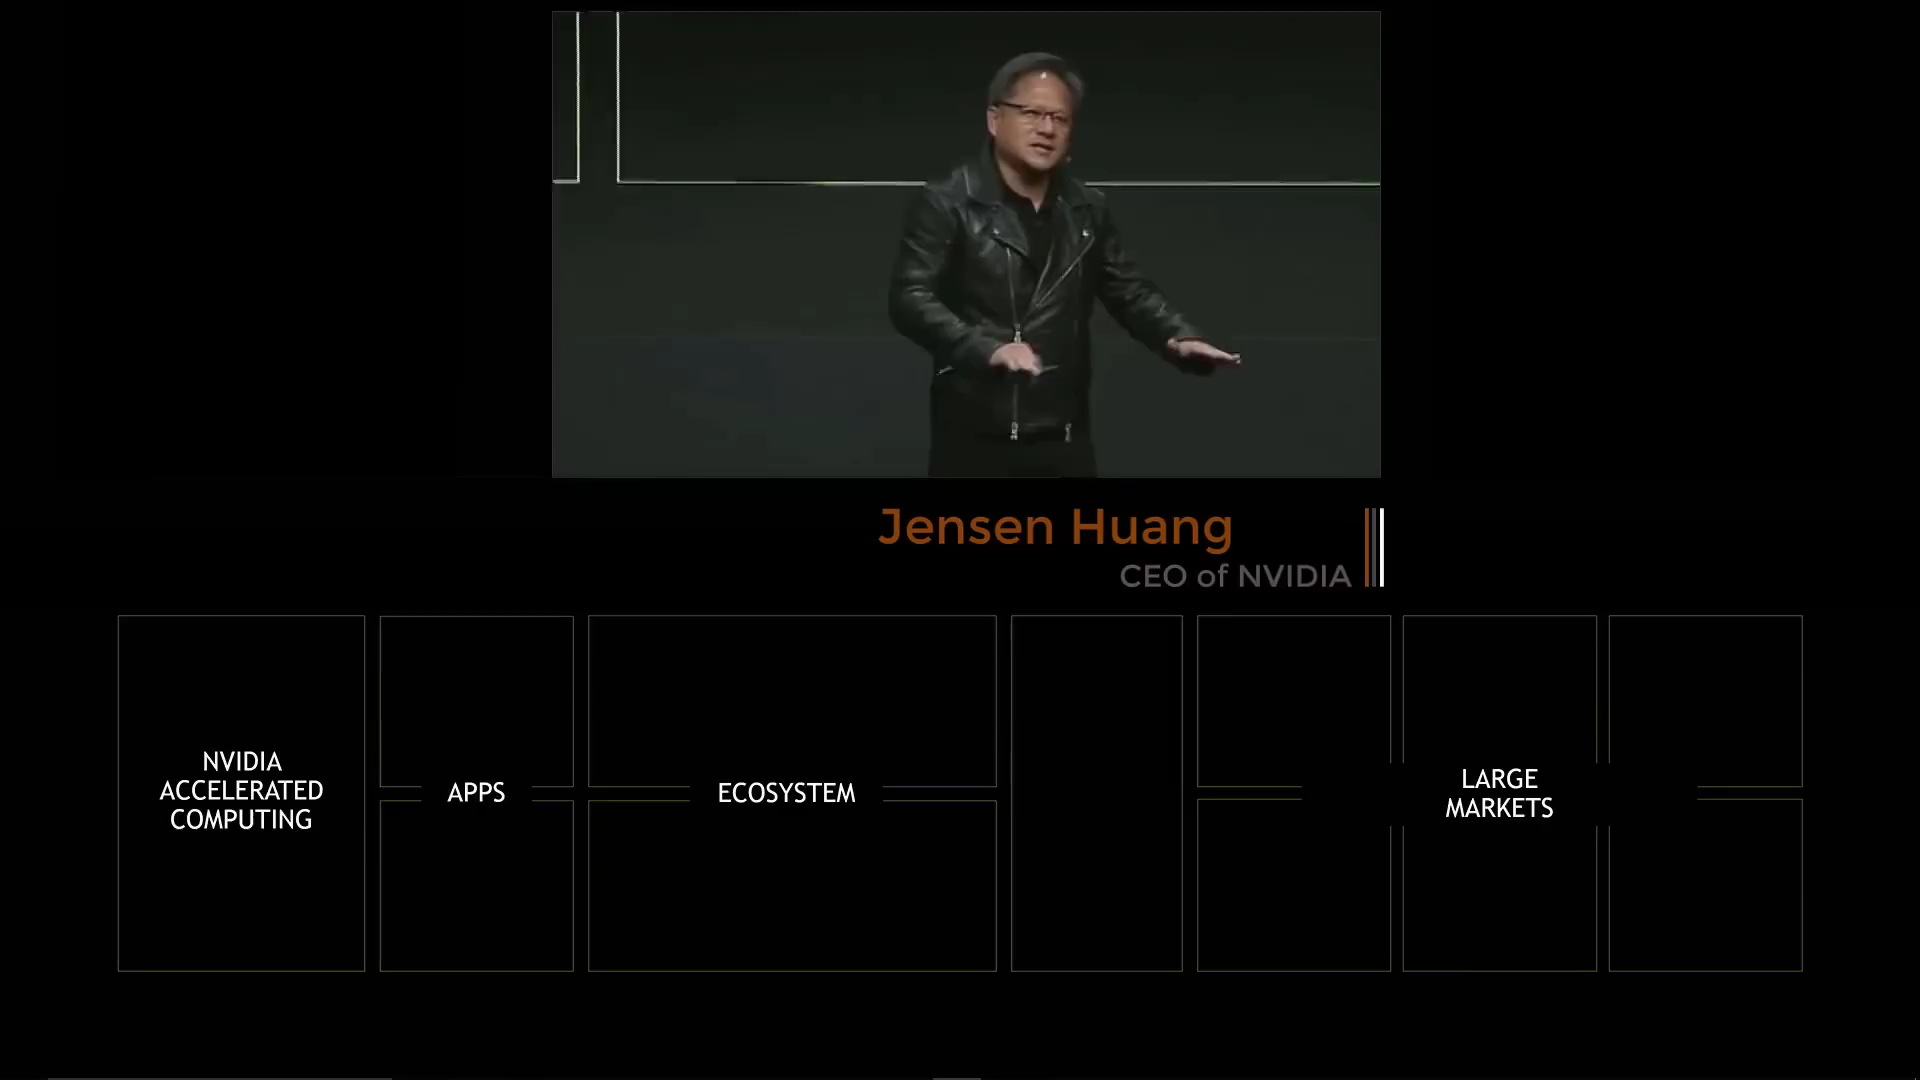 Jensen Huang
CEO of NVIDIA
NVIDIA
ACCELERATED
COMPUTING
APPS
ECOSYSTEM
LARGE
MARKETS